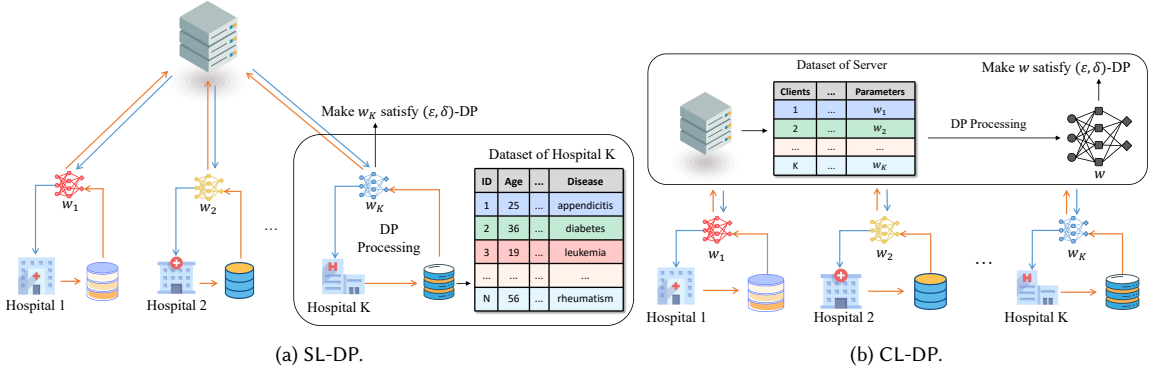 Make w_K satisfy (ε, δ)-DP
Dataset of Hospital K
ID Age ... Disease
1 25 ... appendicitis
2 36 ... diabetes
3 19 ... leukemia
... ... ...
N 56 ... rheumatism
w_1
w_2
...
w_K
DP
Processing
Hospital 1
Hospital 2
Hospital K
(a) SL-DP.
Make w satisfy (ε, δ)-DP
Dataset of Server
Clients ... Parameters
1 ... w_1
2 ... w_2
... ... ...
K ... w_K
DP Processing
w
w_1
w_2
...
w_K
Hospital 1
Hospital 2
Hospital K
(b) CL-DP.